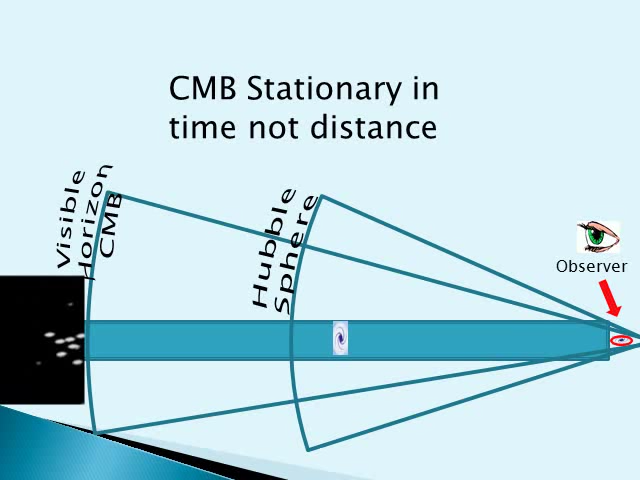 CMB Stationary in
time not distance
Visible
Horizon
CMB
Hubble
Sphere
Observer